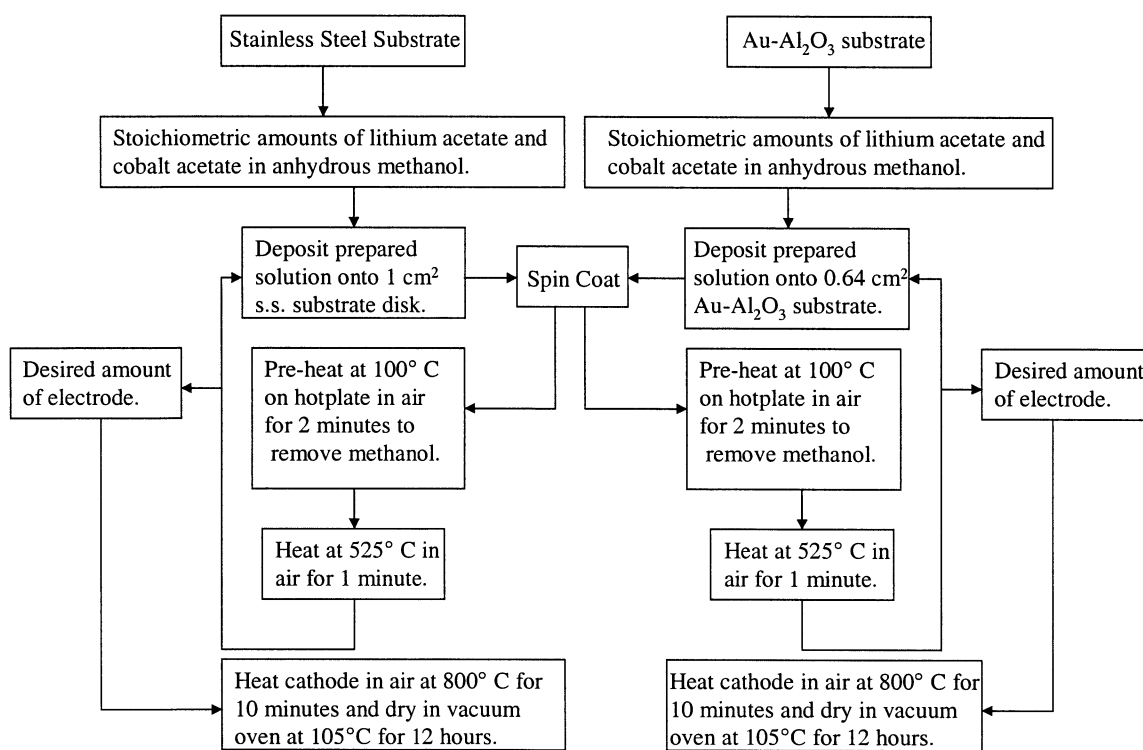 Stainless Steel Substrate
Au-Al₂O₃ substrate
Stoichiometric amounts of lithium acetate and
cobalt acetate in anhydrous methanol.
Stoichiometric amounts of lithium acetate and
cobalt acetate in anhydrous methanol.
Deposit prepared
solution onto 1 cm²
s.s. substrate disk.
Spin Coat
Deposit prepared
solution onto 0.64 cm²
Au-Al₂O₃ substrate.
Desired amount
of electrode.
Pre-heat at 100° C
on hotplate in air
for 2 minutes to
remove methanol.
Pre-heat at 100° C
on hotplate in air
for 2 minutes to
remove methanol.
Desired amount
of electrode.
Heat at 525° C in
air for 1 minute.
Heat at 525° C in
air for 1 minute.
Heat cathode in air at 800° C for
10 minutes and dry in vacuum
oven at 105°C for 12 hours.
Heat cathode in air at 800° C for
10 minutes and dry in vacuum
oven at 105°C for 12 hours.